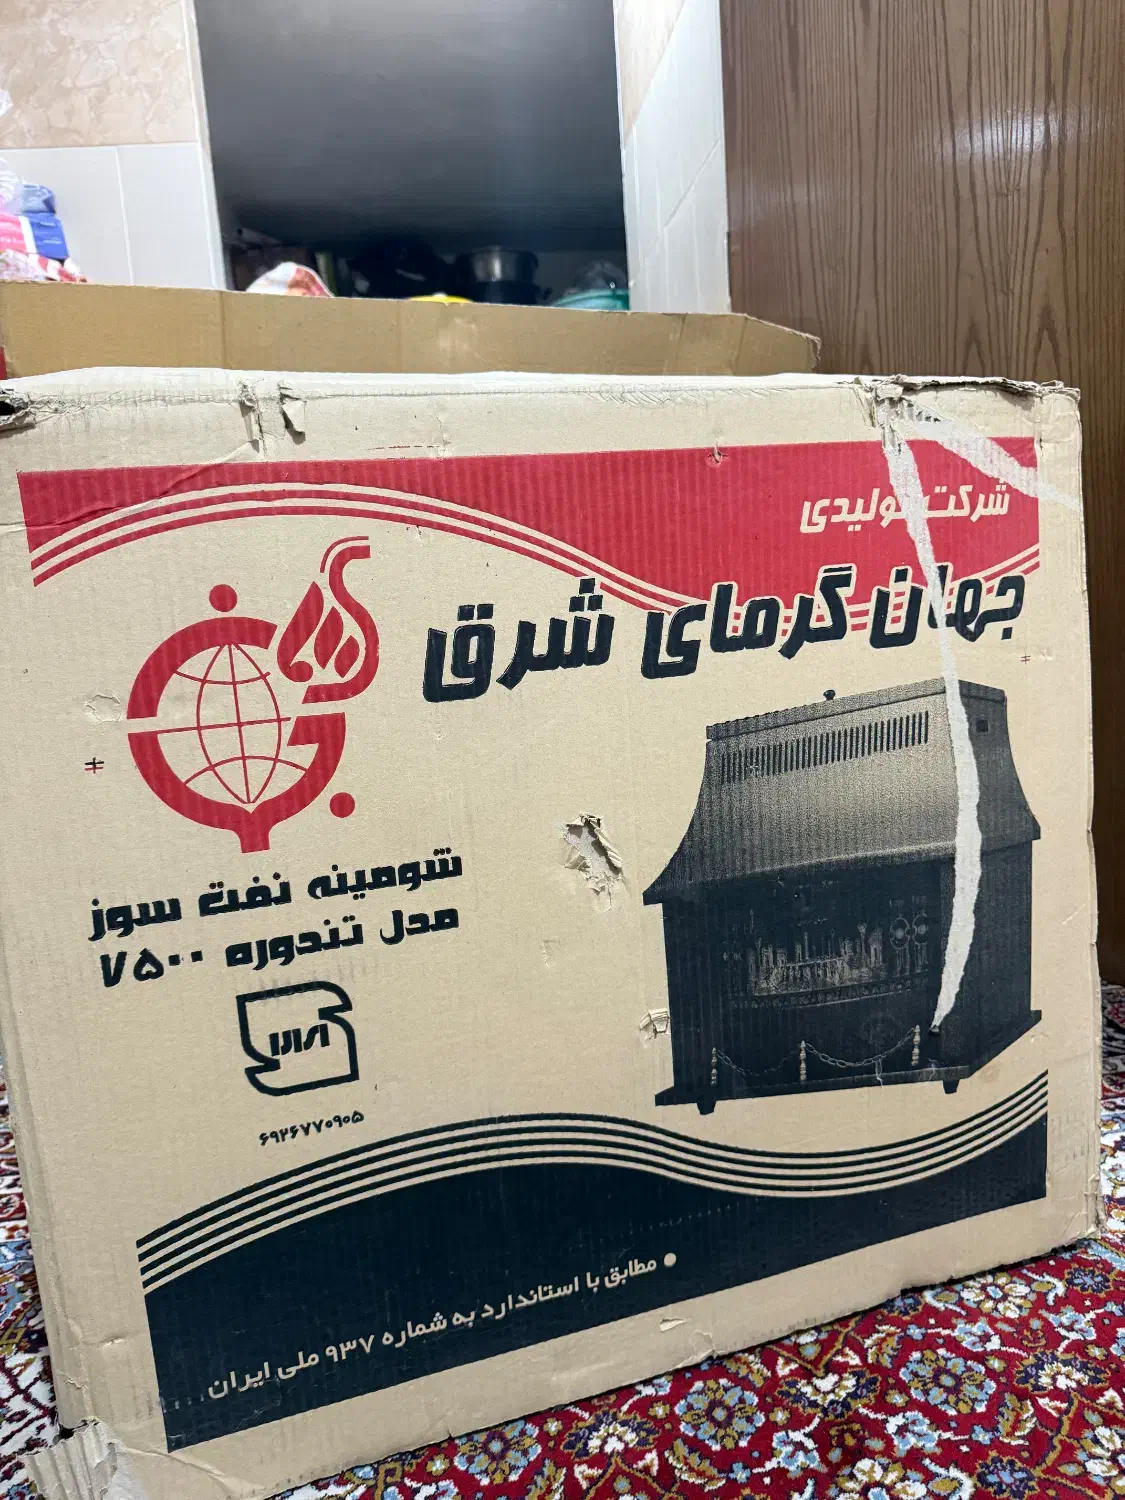 شرکت تولیدی
جهان گرمای شرق
شومینه نفت سوز
مدل تندوره ۷۵۰۰
۶۹۲۶۷۷۰۹۰۵
• مطابق با استاندارد به شماره ۹۳۷ ملی ایران